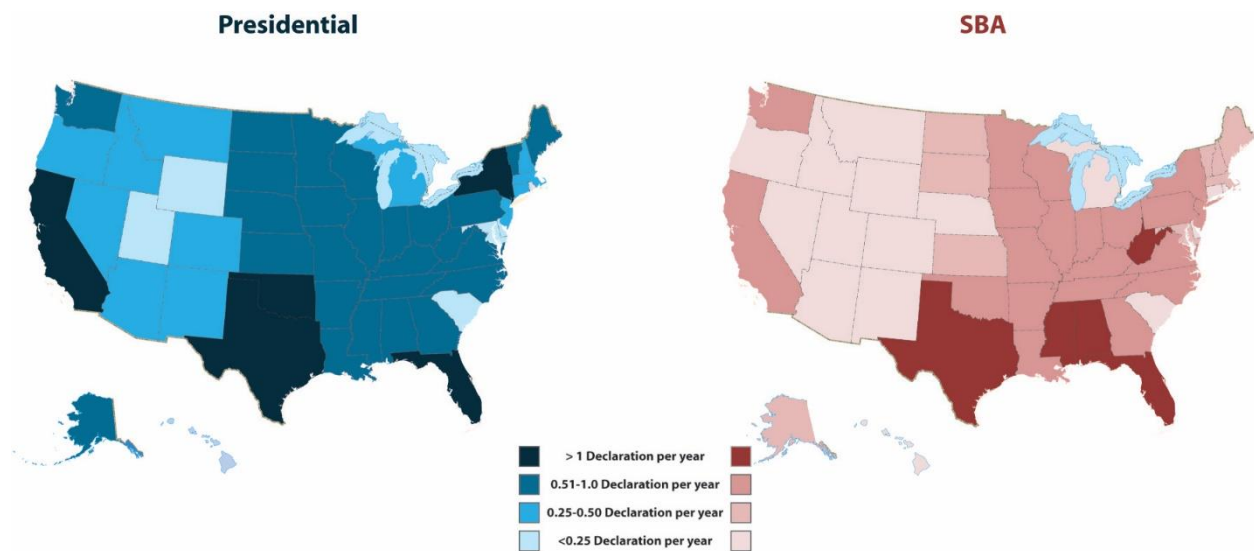 Presidential
SBA
> 1 Declaration per year
0.51-1.0 Declaration per year
0.25-0.50 Declaration per year
<0.25 Declaration per year